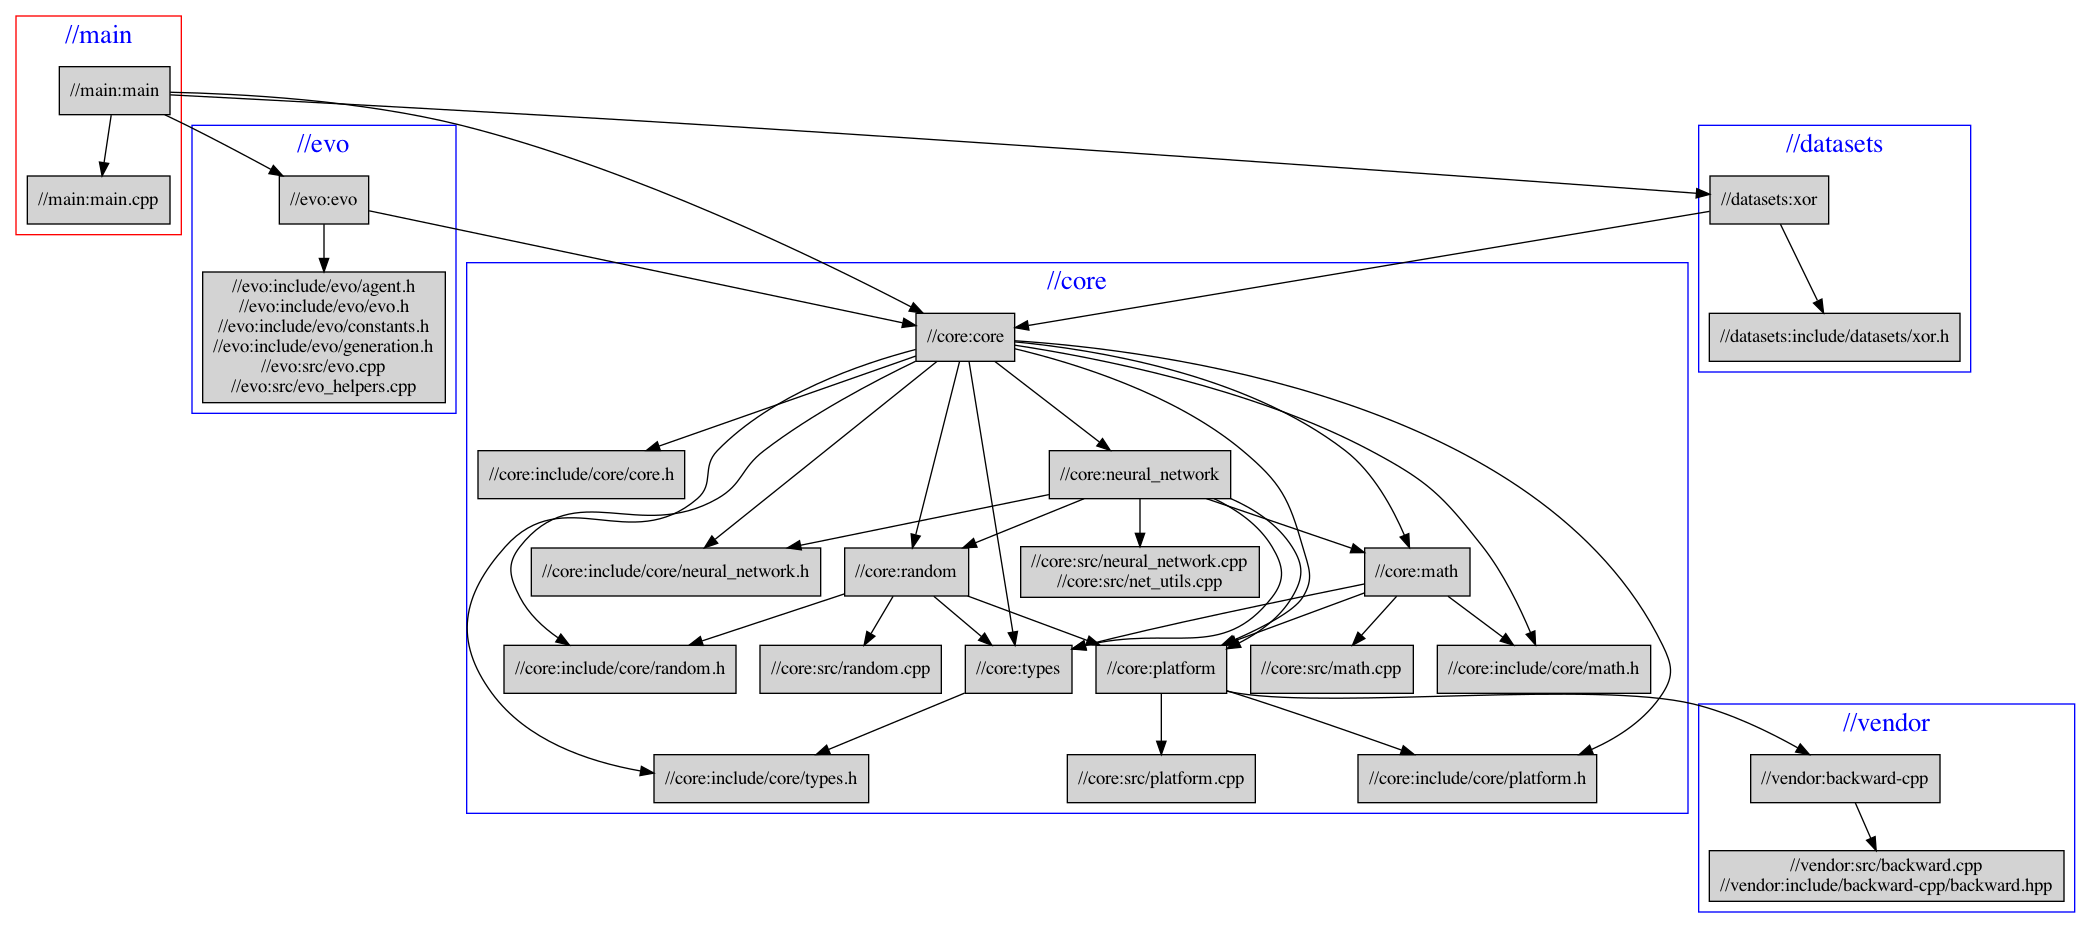 //main
//main:main
//main:main.cpp
//evo
//evo:evo
//evo:include/evo/agent.h
//evo:include/evo/evo.h
//evo:include/evo/constants.h
//evo:include/evo/generation.h
//evo:src/evo.cpp
//evo:src/evo_helpers.cpp
//datasets
//datasets:xor
//datasets:include/datasets/xor.h
//core
//core:core
//core:include/core/core.h
//core:neural_network
//core:include/core/neural_network.h
//core:random
//core:src/neural_network.cpp
//core:src/net_utils.cpp
//core:math
//core:include/core/random.h
//core:src/random.cpp
//core:types
//core:platform
//core:src/math.cpp
//core:include/core/math.h
//core:include/core/types.h
//core:src/platform.cpp
//core:include/core/platform.h
//vendor
//vendor:backward-cpp
//vendor:src/backward.cpp
//vendor:include/backward-cpp/backward.hpp